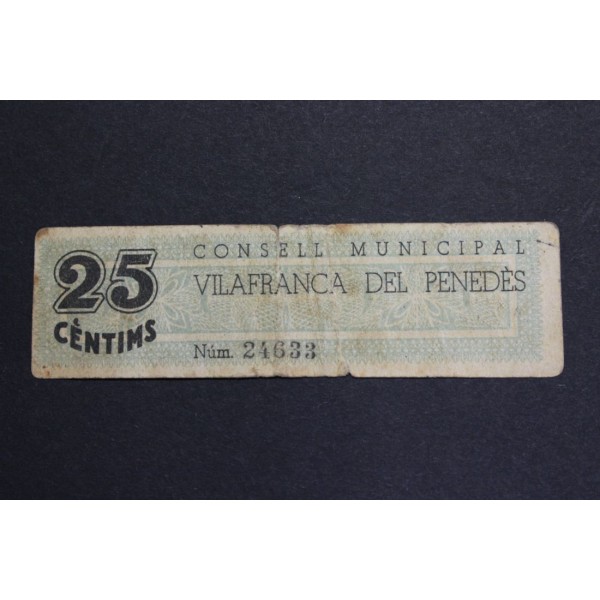 25
CÈNTIMS
CONSELL MUNICIPAL
VILAFRANCA DEL PENEDÈS
Núm. 24633